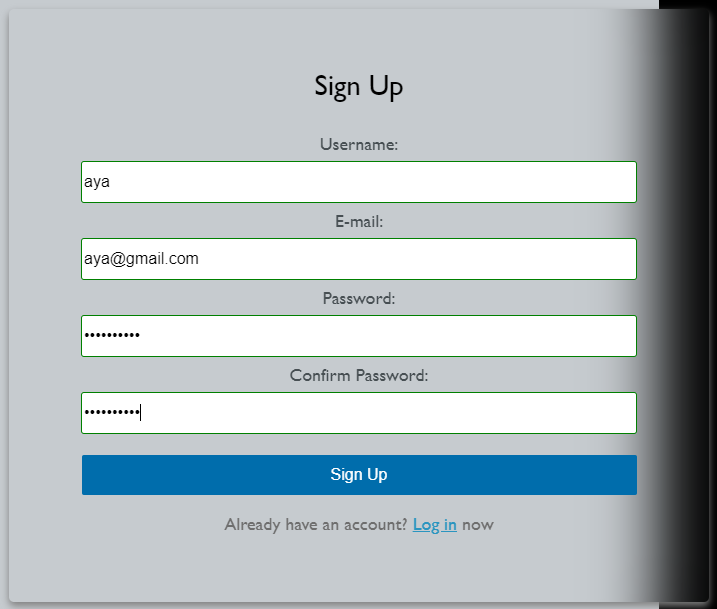 Sign Up
Username:
aya
E-mail:
aya@gmail.com
Password:
••••••••••
Confirm Password:
••••••••••
Sign Up
Already have an account? Log in now